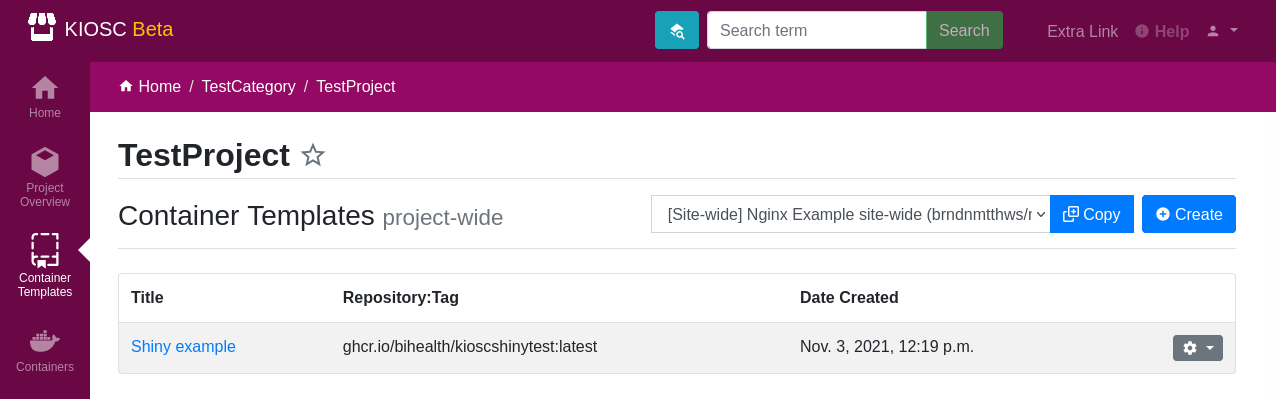 KIOSC Beta
Search term
Search
Extra Link
Help
Home / TestCategory / TestProject
Home
Project
Overview
Container
Templates
Containers
TestProject
Container Templates project-wide
[Site-wide] Nginx Example site-wide (brndnmtthws/r
Copy
Create
Title Repository:Tag Date Created
Shiny example ghcr.io/bihealth/kioscshinytest:latest Nov. 3, 2021, 12:19 p.m.